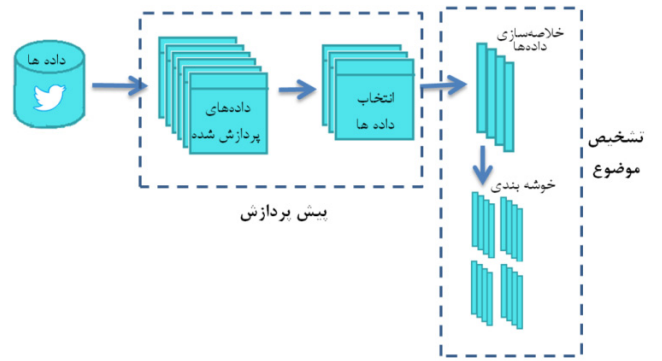 داده ها
داده‌های
پردازش شده
انتخاب
داده ها
پیش پردازش
خلاصه‌سازی
داده‌ها
خوشه بندی
تشخیص
موضوع